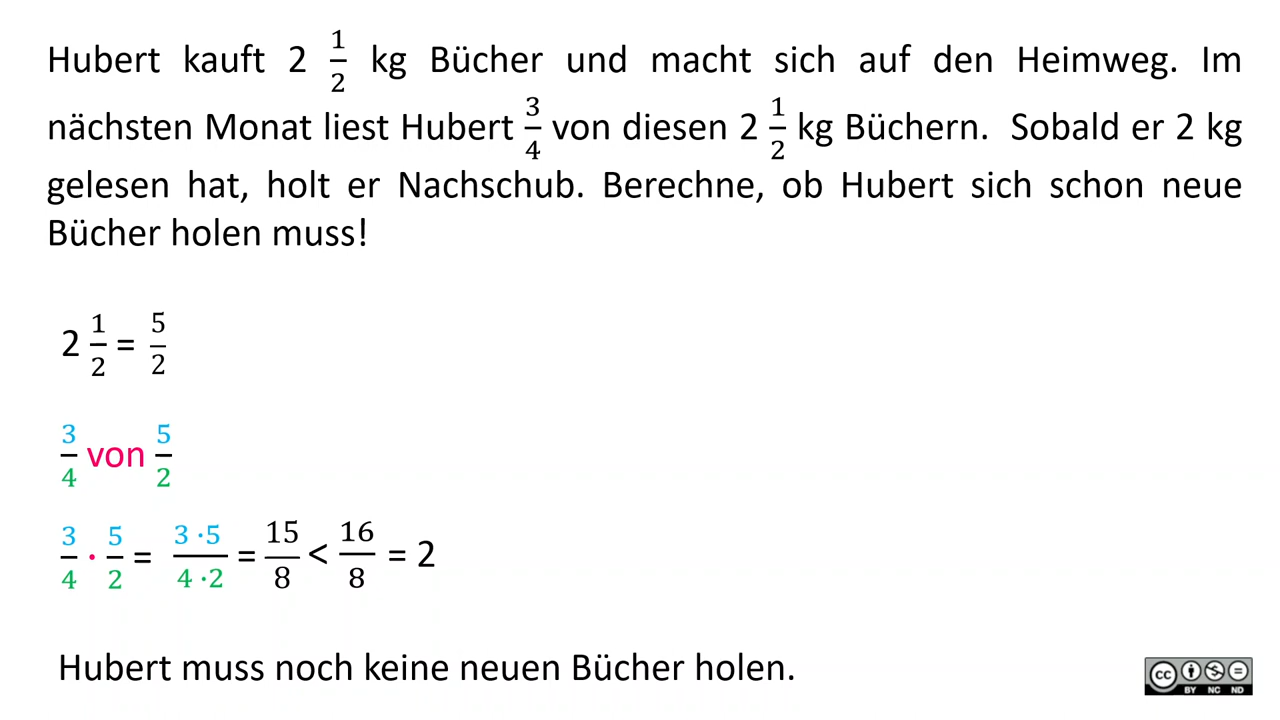 Hubert kauft 2 1/2 kg Bücher und macht sich auf den Heimweg. Im
nächsten Monat liest Hubert 3/4 von diesen 2 1/2 kg Büchern. Sobald er 2 kg
gelesen hat, holt er Nachschub. Berechne, ob Hubert sich schon neue
Bücher holen muss!
2 1/2 = 5/2
3/4 von 5/2
3/4 · 5/2 = 3 · 5/4 · 2 = 15/8 < 16/8 = 2
Hubert muss noch keine neuen Bücher holen.
cc BY NC ND